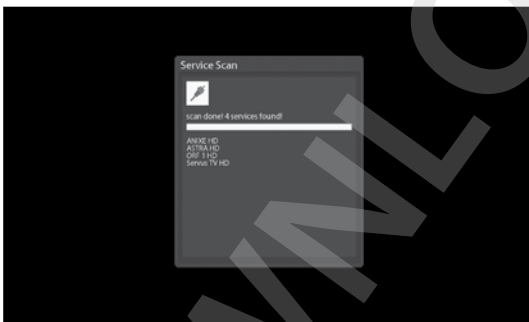 Service Scan
scan done! 4 services found!
ANIXE HD
ASTRA HD
ORF 1 HD
Servus TV HD